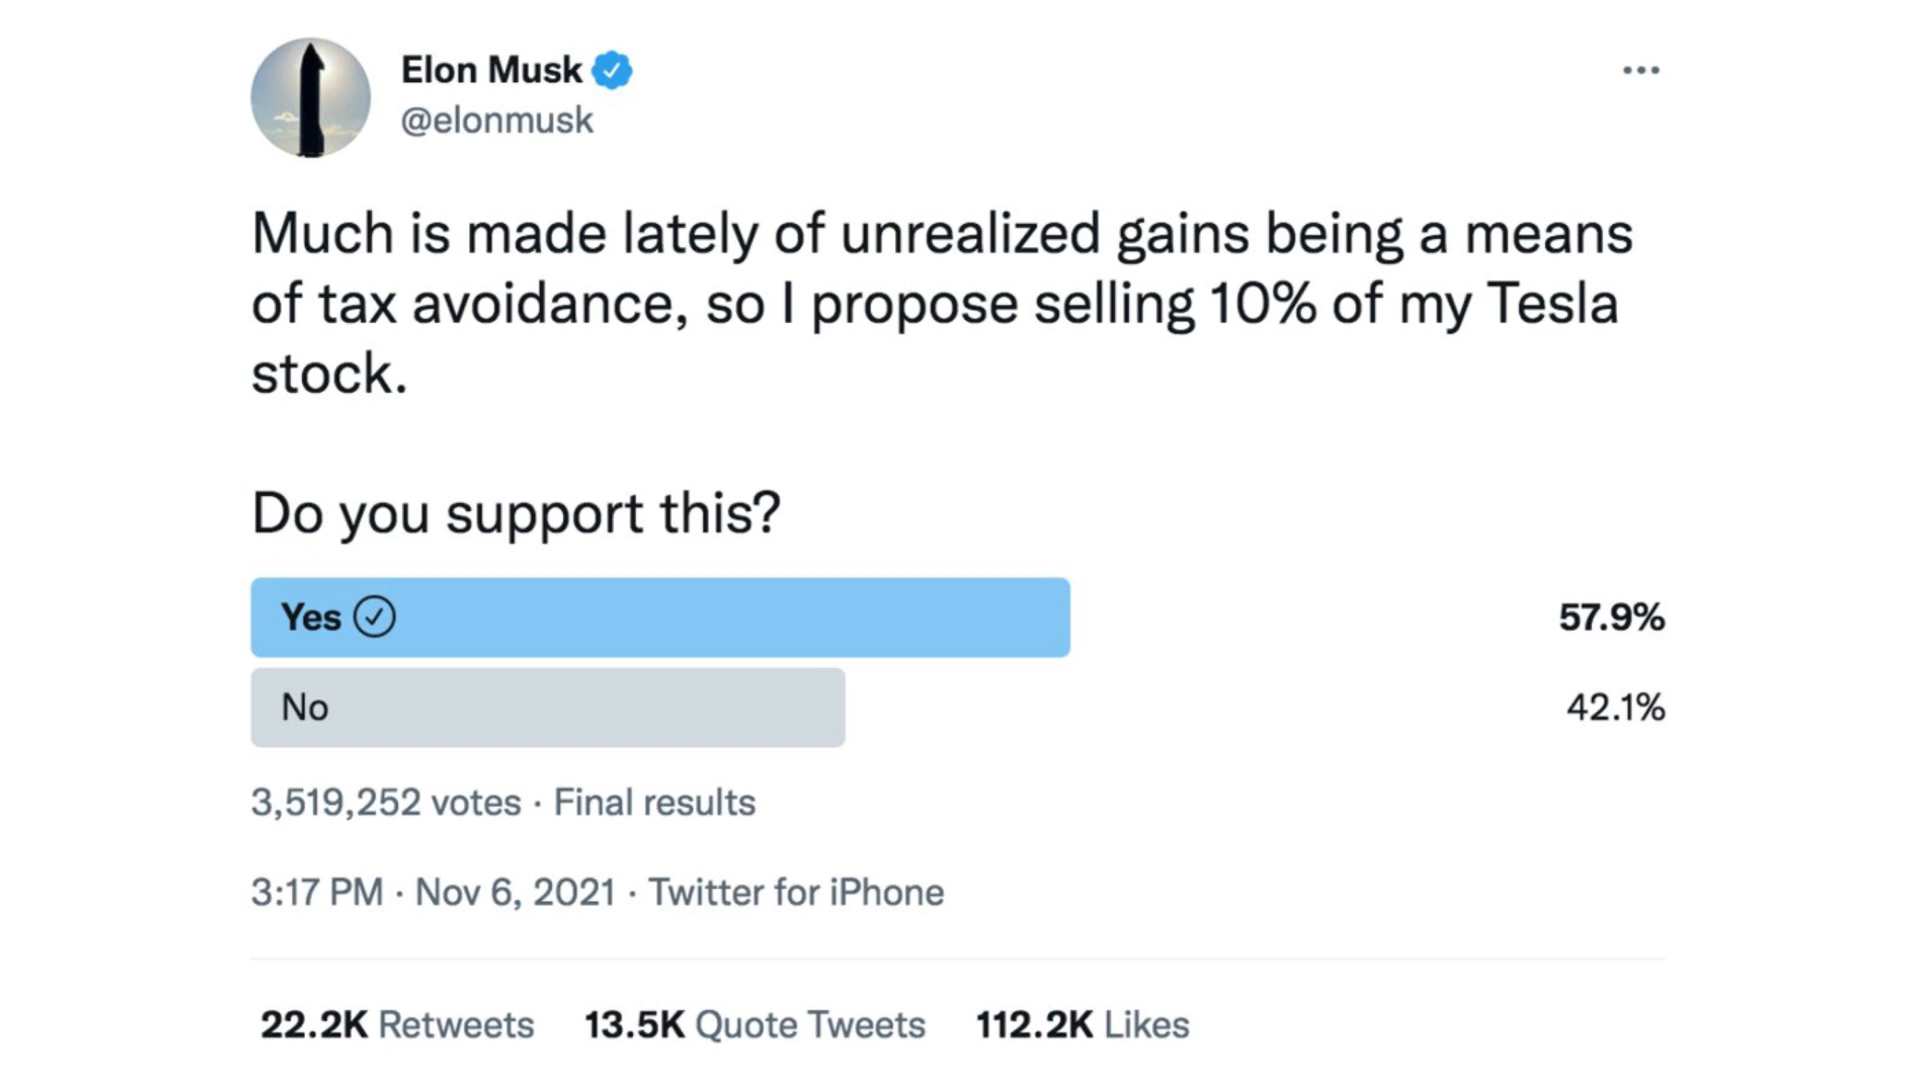 Elon Musk
@elonmusk
Much is made lately of unrealized gains being a means
of tax avoidance, so I propose selling 10% of my Tesla
stock.
Do you support this?
Yes 57.9%
No 42.1%
3,519,252 votes · Final results
3:17 PM · Nov 6, 2021 · Twitter for iPhone
22.2K Retweets 13.5K Quote Tweets 112.2K Likes